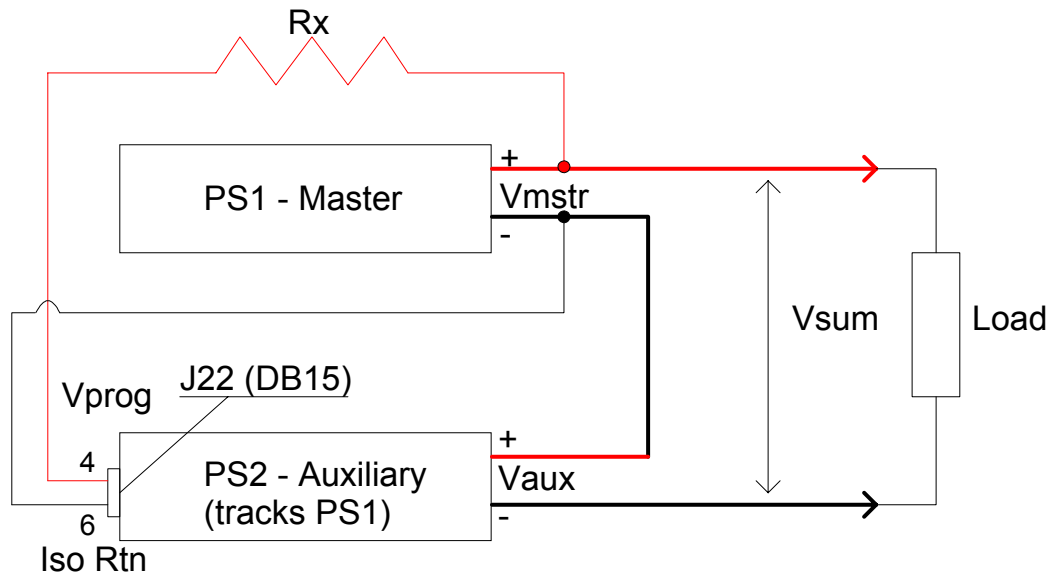 Rx
+
PS1 - Master
Vmstr
-
Vsum
Load
J22 (DB15)
Vprog
+
4
PS2 - Auxiliary
Vaux
(tracks PS1)
-
6
Iso Rtn